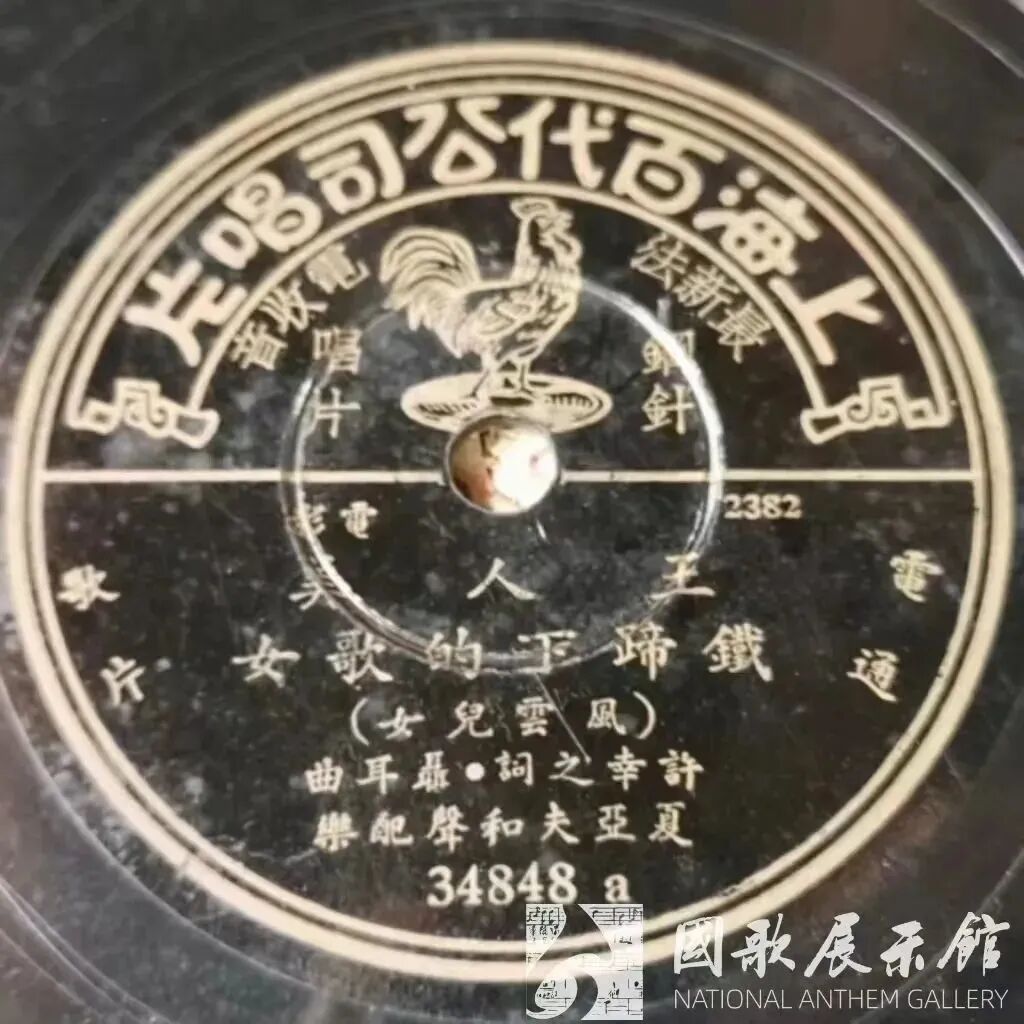 上海百代公司唱片
最新法
電收音
鋼針
唱片
電影
2382
王人美
電通
歌片
鐵蹄下的歌女
(風雲兒女)
許幸之詞•聶耳曲
夏亞夫和聲配樂
34848 a
國歌展示館
NATIONAL ANTHEM GALLERY